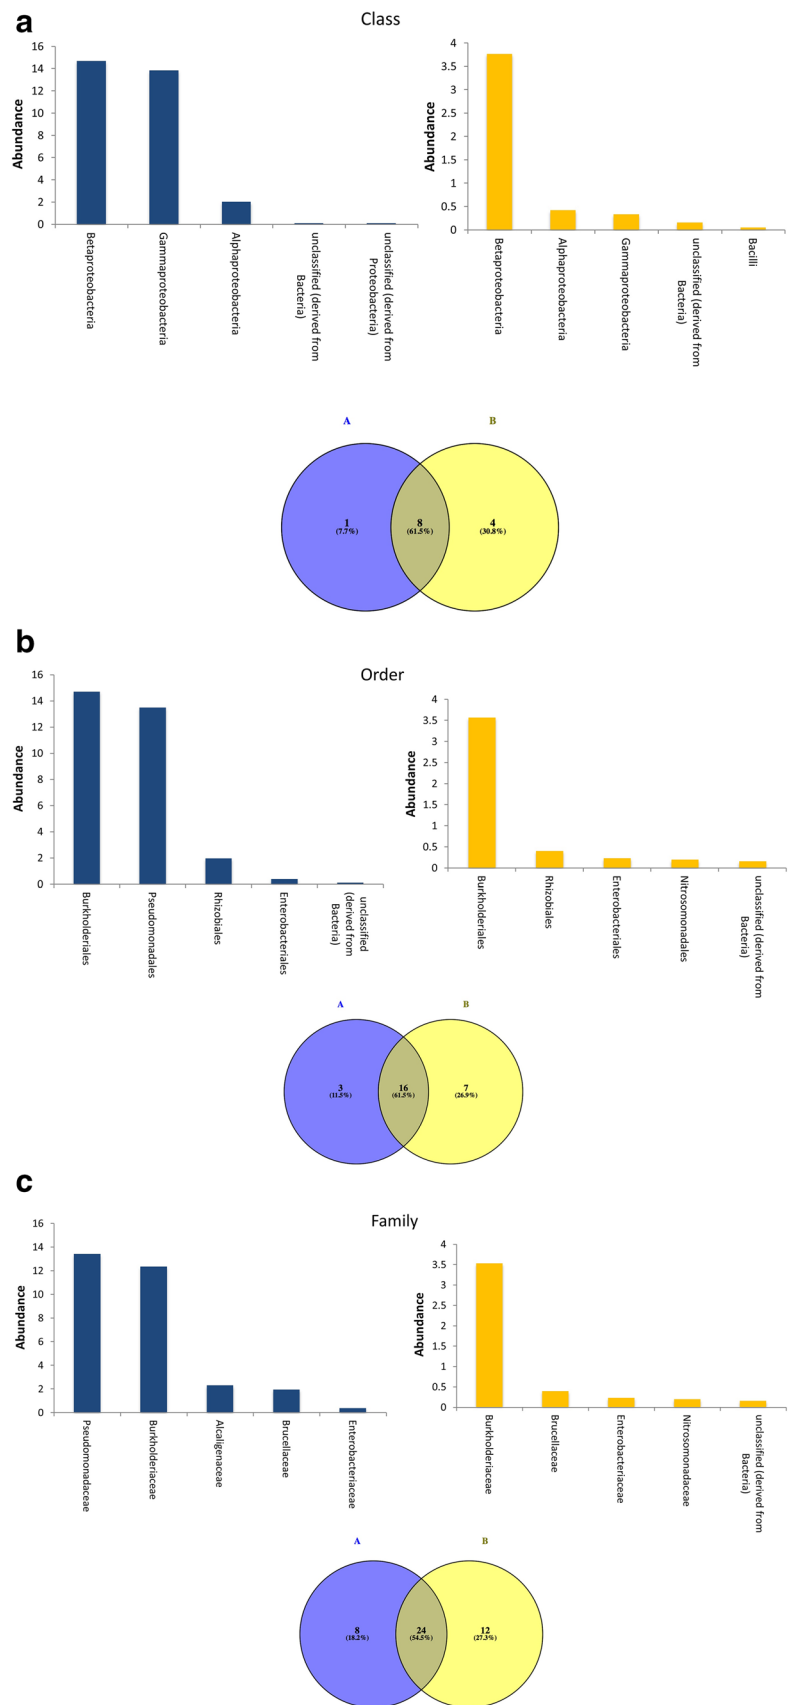 a
Class
16
14
12
10
8
6
4
2
0
Abundance
Betaproteobacteria
Gammaproteobacteria
Alphaproteobacteria
unclassified (derived from
Bacteria)
unclassified (derived from
Proteobacteria)
4
3.5
3
2.5
2
1.5
1
0.5
0
Abundance
Betaproteobacteria
Alphaproteobacteria
Gammaproteobacteria
unclassified (derived from
Bacteria)
Bacilli
A
B
1
(7.7%)
8
(61.5%)
4
(30.8%)
b
Order
16
14
12
10
8
6
4
2
0
Abundance
Burkholderiales
Pseudomonadales
Rhizobiales
Enterobacteriales
unclassified
(derived from
Bacteria)
4
3.5
3
2.5
2
1.5
1
0.5
0
Abundance
Burkholderiales
Rhizobiales
Enterobacteriales
Nitrosomonadales
unclassified (derived from
Bacteria)
A
B
3
(11.5%)
16
(61.5%)
7
(26.9%)
c
Family
16
14
12
10
8
6
4
2
0
Abundance
Pseudomonadaceae
Burkholderiaceae
Alcaligenaceae
Brucellaceae
Enterobacteriaceae
4
3.5
3
2.5
2
1.5
1
0.5
0
Abundance
Burkholderiaceae
Brucellaceae
Enterobacteriaceae
Nitrosomonadaceae
unclassified (derived from
Bacteria)
A
B
8
(18.2%)
24
(54.5%)
12
(27.3%)